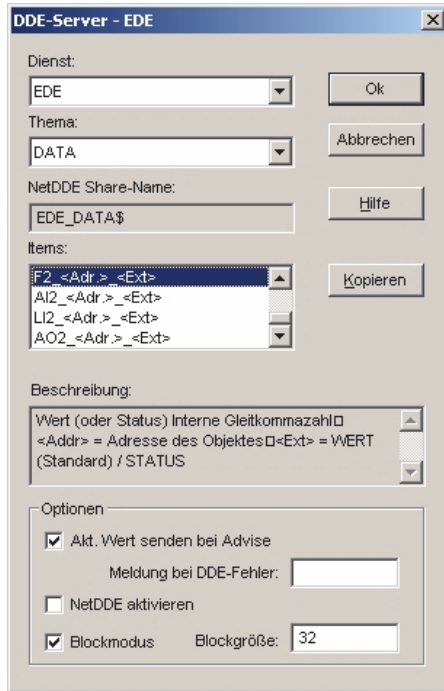 DDE-Server - EDE
Dienst:
EDE
Ok
Thema:
DATA
Abbrechen
NetDDE Share-Name:
EDE_DATA$
Hilfe
Items:
F2_<Adr.>_<Ext>
AI2_<Adr.>_<Ext>
LI2_<Adr.>_<Ext>
AO2_<Adr.>_<Ext>
Kopieren
Beschreibung:
Wert (oder Status) Interne Gleitkommazahl□
<Addr> = Adresse des Objektes□<Ext> = WERT
(Standard) / STATUS
Optionen
Akt. Wert senden bei Advise
Meldung bei DDE-Fehler:
NetDDE aktivieren
Blockmodus Blockgröße: 32